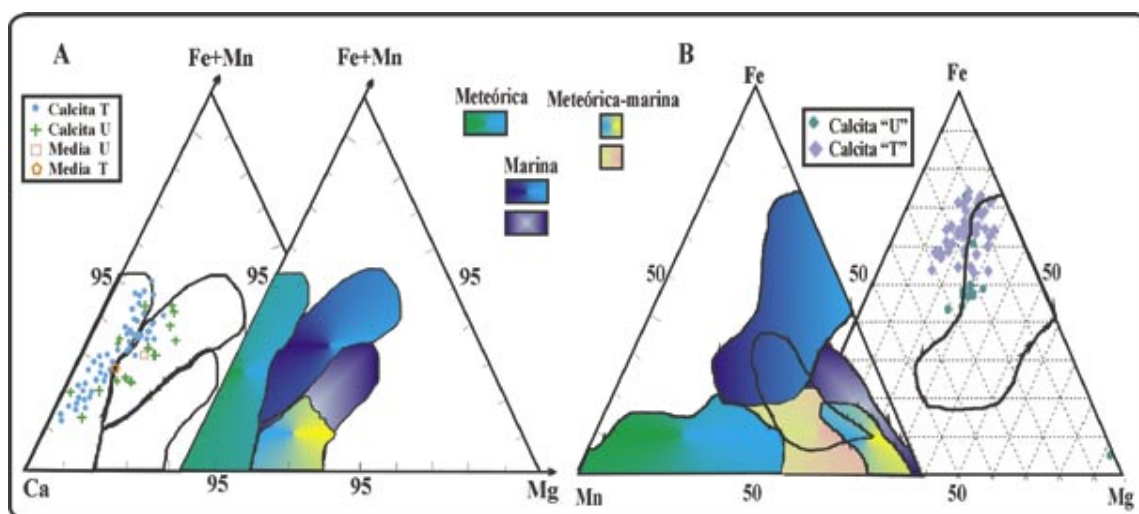 A
Fe+Mn
Fe+Mn
Calcita T
Calcita U
Media U
Media T
Meteórica
Meteórica-marina
Marina
B
Fe
Fe
Calcita “U”
Calcita “T”
95
95
95
50
50
50
Ca
95
95
Mg
Mn
50
50
Mg